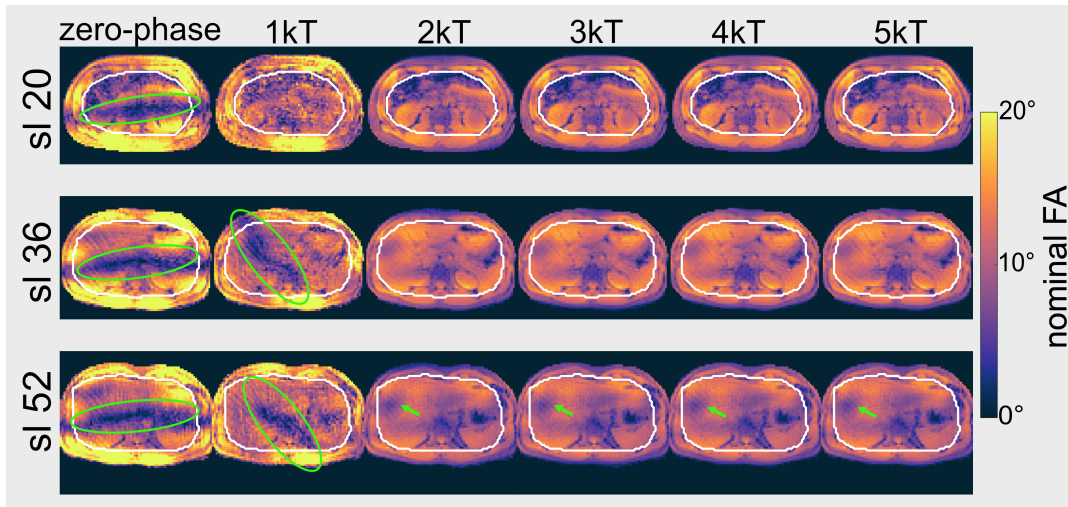 zero-phase 1kT 2kT 3kT 4kT 5kT
sl 20
sl 36
sl 52
20°
10°
0°
nominal FA